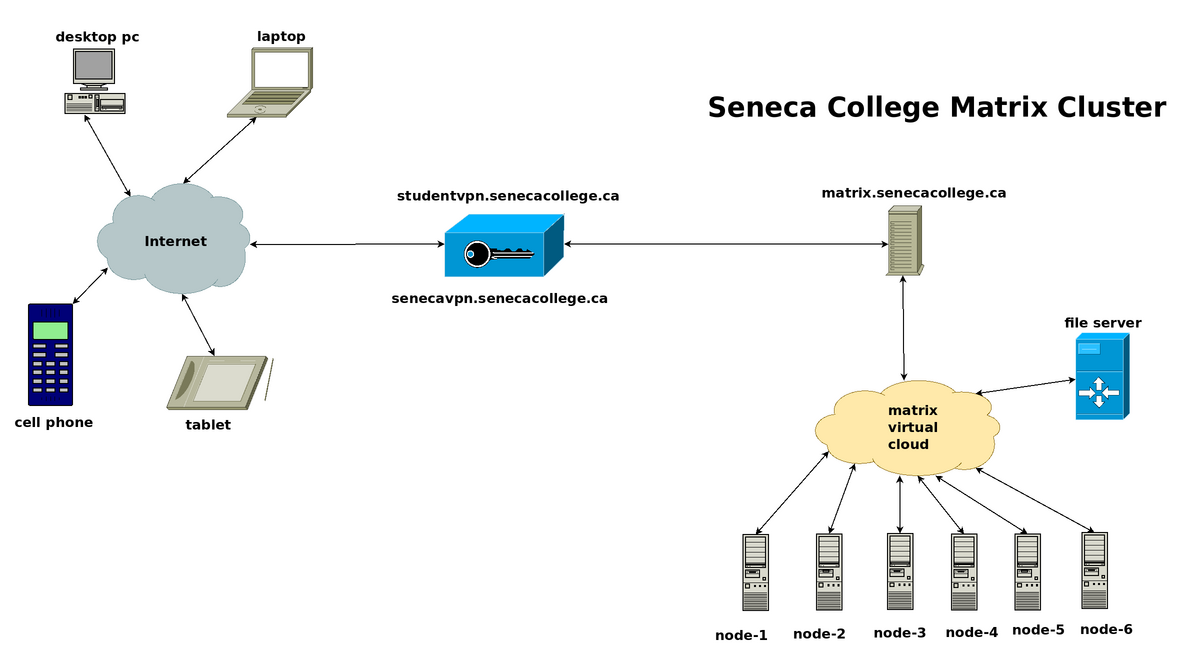 desktop pc
laptop
Seneca College Matrix Cluster
studentvpn.senecacollege.ca
matrix.senecacollege.ca
Internet
senecavpn.senecacollege.ca
file server
cell phone
tablet
matrix
virtual
cloud
node-1
node-2
node-3
node-4
node-5
node-6